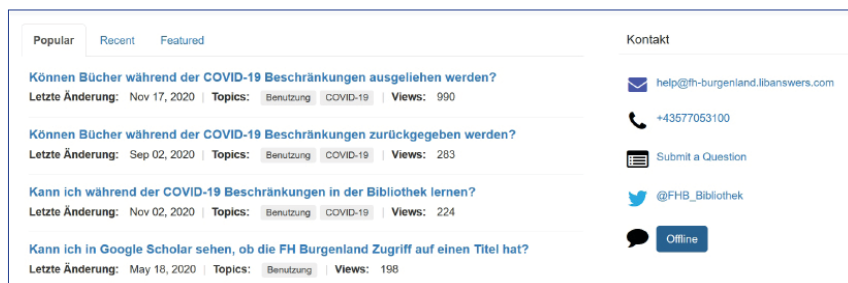 Popular Recent Featured
Können Bücher während der COVID-19 Beschränkungen ausgeliehen werden?
Letzte Änderung: Nov 17, 2020 | Topics: Benutzung COVID-19 | Views: 990
Können Bücher während der COVID-19 Beschränkungen zurückgegeben werden?
Letzte Änderung: Sep 02, 2020 | Topics: Benutzung COVID-19 | Views: 283
Kann ich während der COVID-19 Beschränkungen in der Bibliothek lernen?
Letzte Änderung: Nov 02, 2020 | Topics: Benutzung COVID-19 | Views: 224
Kann ich in Google Scholar sehen, ob die FH Burgenland Zugriff auf einen Titel hat?
Letzte Änderung: May 18, 2020 | Topics: Benutzung | Views: 198
Kontakt
help@fh-burgenland.libanswers.com
+43577053100
Submit a Question
@FHB_Bibliothek
Offline